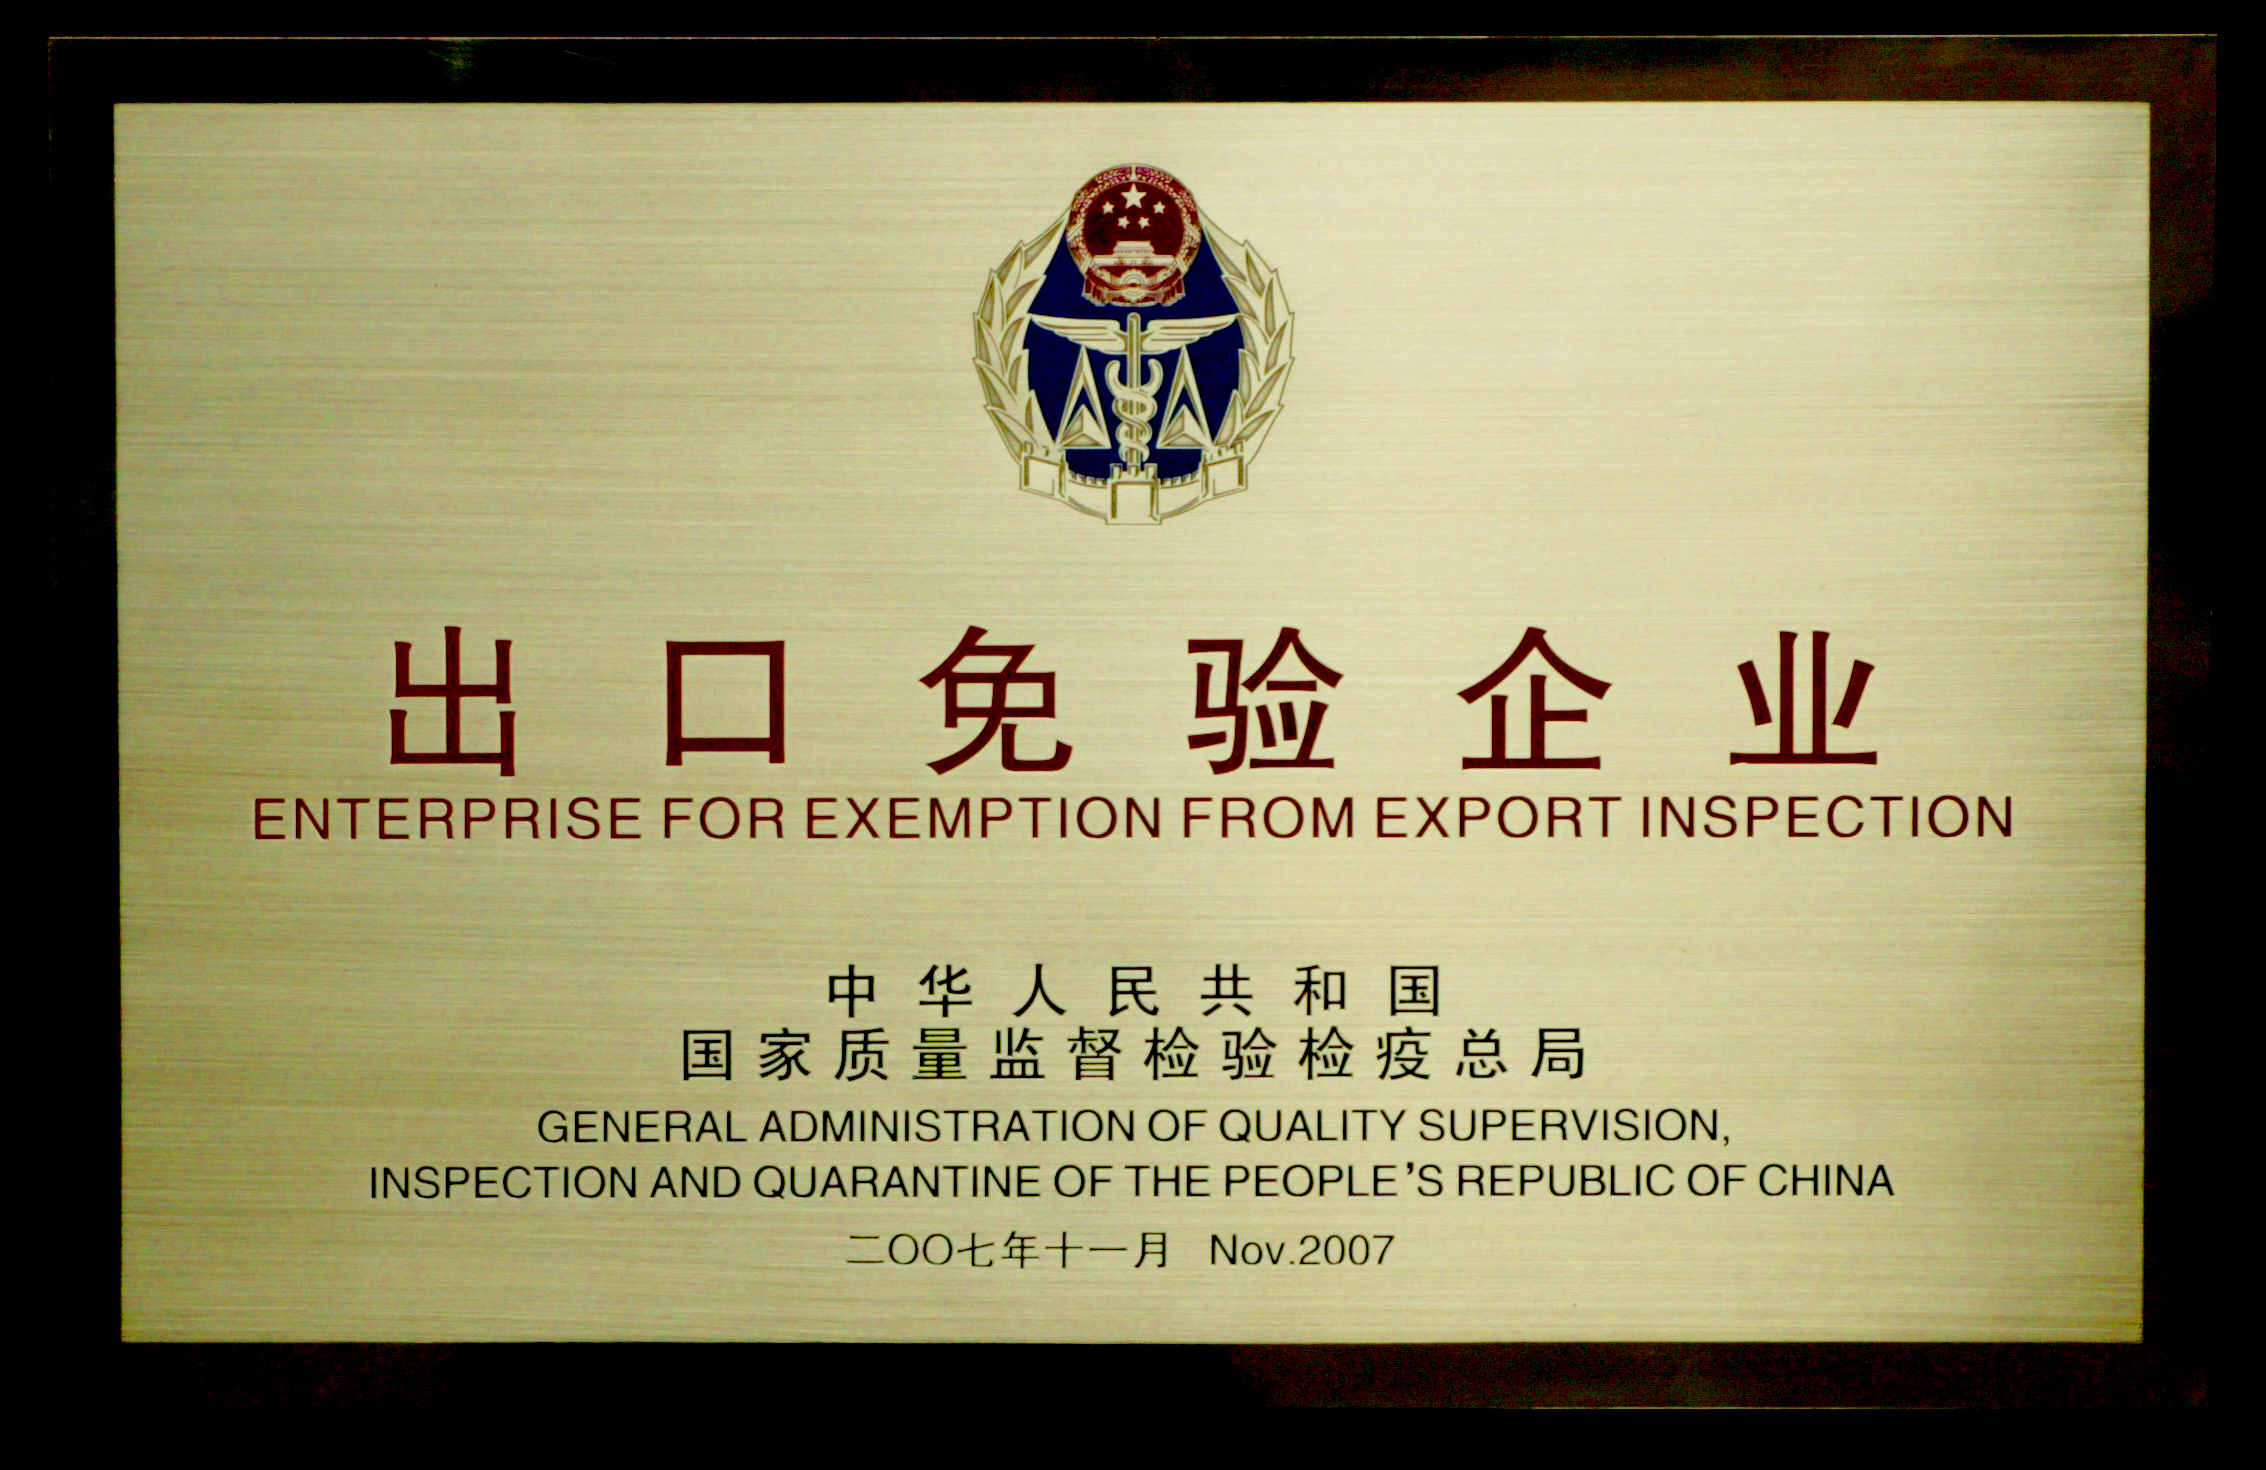 出口免验企业
ENTERPRISE FOR EXEMPTION FROM EXPORT INSPECTION
中华人民共和国
国家质量监督检验检疫总局
GENERAL ADMINISTRATION OF QUALITY SUPERVISION,
INSPECTION AND QUARANTINE OF THE PEOPLE'S REPUBLIC OF CHINA
二〇〇七年十一月 Nov.2007